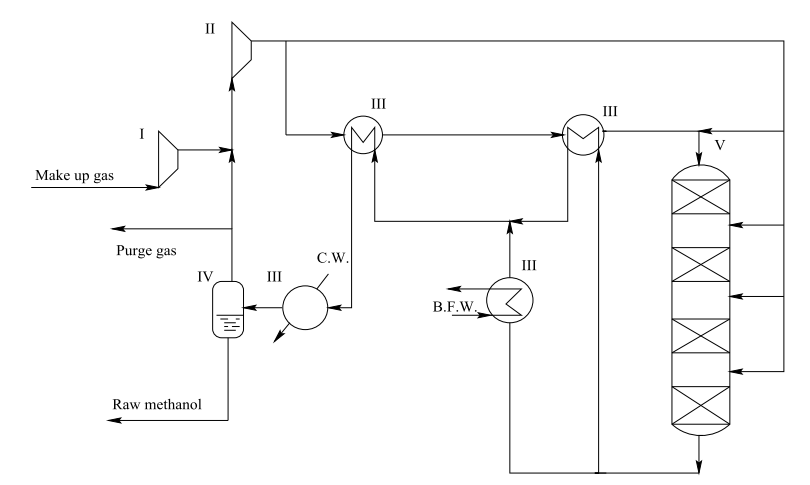 II
III
III
I
V
Make up gas
Purge gas
C.W.
IV
III
III
B.F.W.
Raw methanol